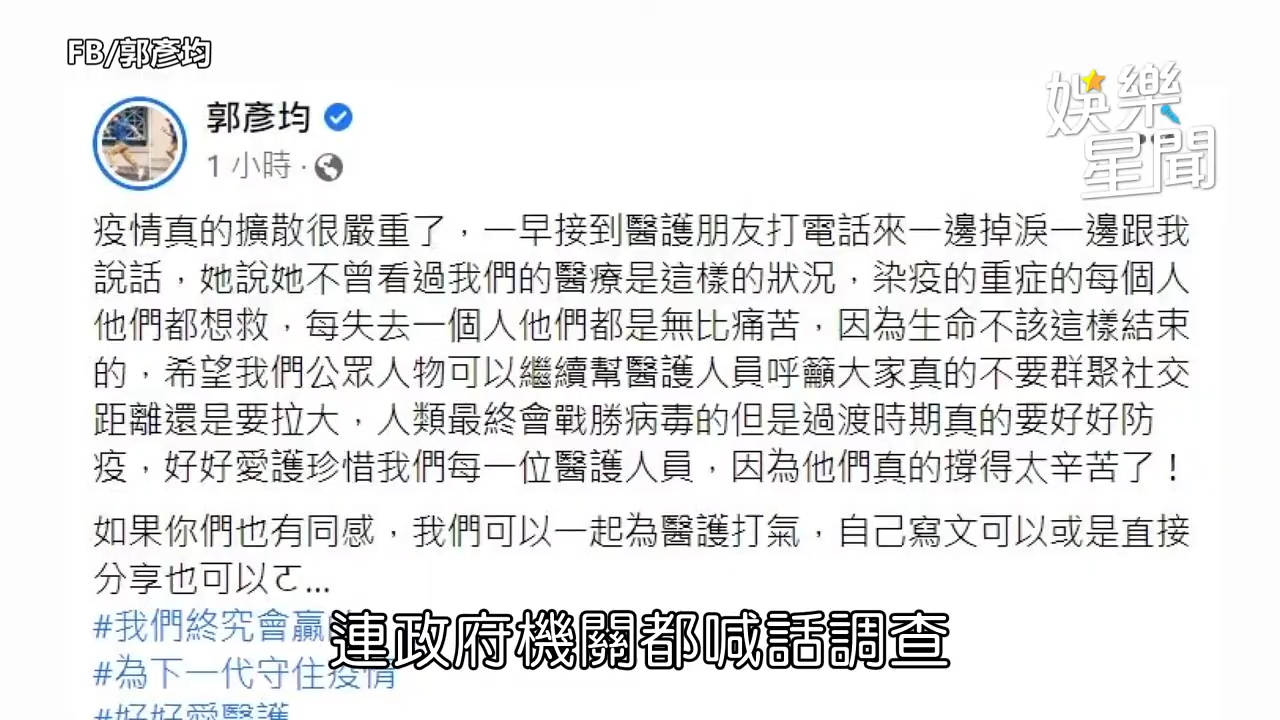 FB/郭彥均
娛樂
星聞
郭彥均
1 小時 ·
疫情真的擴散很嚴重了，一早接到醫護朋友打電話來一邊掉淚一邊跟我
說話，她說她不曾看過我們的醫療是這樣的狀況，染疫的重症的每個人
他們都想救，每失去一個人他們都是無比痛苦，因為生命不該這樣結束
的，希望我們公眾人物可以繼續幫醫護人員呼籲大家真的不要群聚社交
距離還是要拉大，人類最終會戰勝病毒的但是過渡時期真的要好好防
疫，好好愛護珍惜我們每一位醫護人員，因為他們真的撐得太辛苦了！
如果你們也有同感，我們可以一起為醫護打氣，自己寫文可以或是直接
分享也可以ㄛ...
#我們終究會贏
連政府機關都喊話調查
#為下一代守住疫情
#好好愛醫護